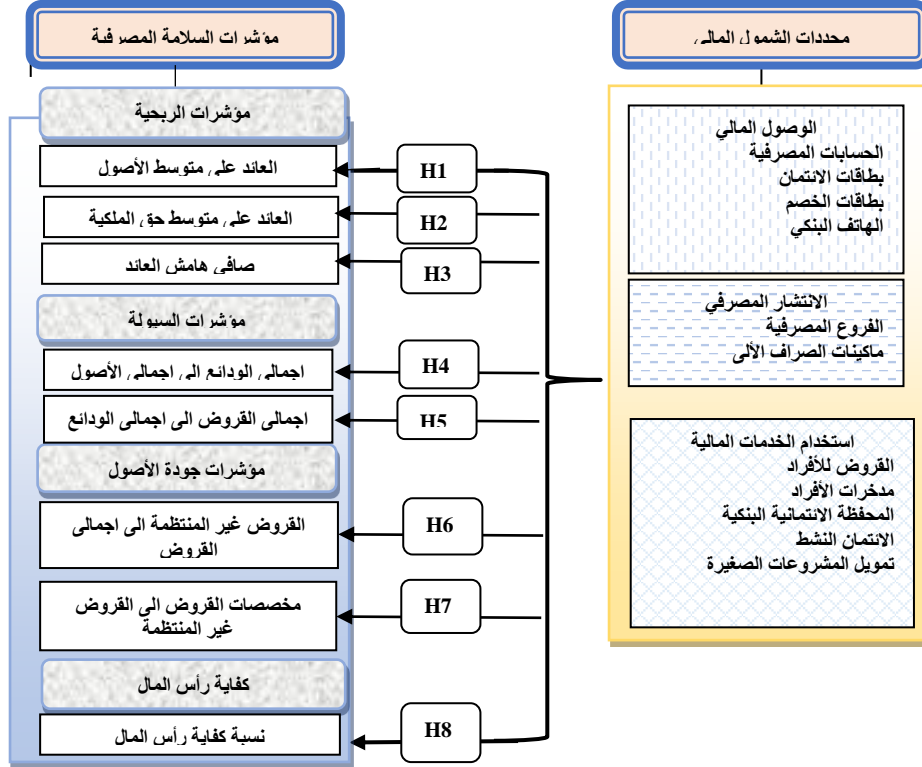 محددات الشمول المالي
الوصول المالي
الحسابات المصرفية
بطاقات الائتمان
بطاقات الخصم
الهاتف البنكي
الانتشار المصرفي
الفروع المصرفية
ماكينات الصراف الألى
استخدام الخدمات المالية
القروض للأفراد
مدخرات الأفراد
المحفظة الائتمانية البنكية
الائتمان النشط
تمويل المشروعات الصغيرة
H1
H2
H3
H4
H5
H6
H7
H8
مؤشرات السلامة المصرفية
مؤشرات الربحية
العائد على متوسط الأصول
العائد على متوسط حق الملكية
صافي هامش العائد
مؤشرات السيولة
اجمالي الودائع الى اجمالي الأصول
اجمالي القروض الى اجمالي الودائع
مؤشرات جودة الأصول
القروض غير المنتظمة الى اجمالي
القروض
مخصصات القروض الى القروض
غير المنتظمة
كفاية رأس المال
نسبة كفاية رأس المال